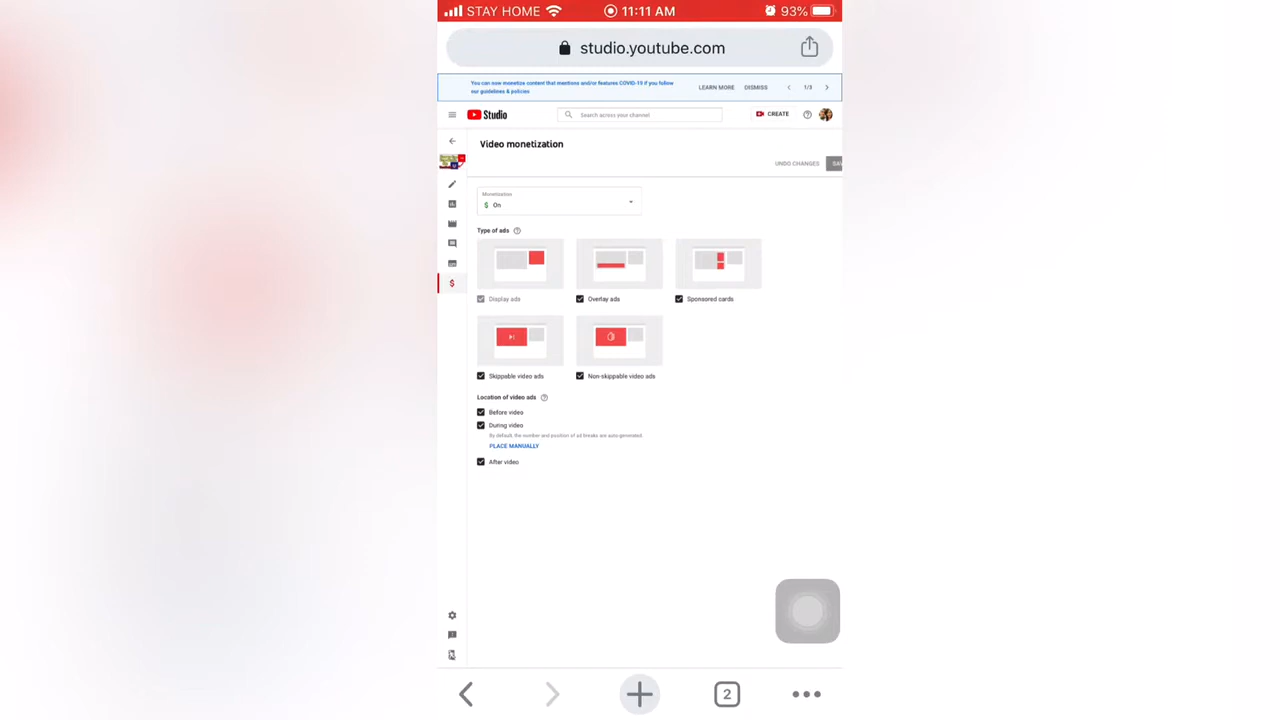 STAY HOME 11:11 AM 93%
studio.youtube.com
You can now monetize content that mentions and/or features COVID-19 if you follow
our guidelines & policies
LEARN MORE DISMISS 1/3
Studio Search across your channel CREATE
Video monetization
UNDO CHANGES SAV
Monetization
$ On
Type of ads
Display ads Overlay ads Sponsored cards
Skippable video ads Non-skippable video ads
Location of video ads
Before video
During video
By default, the number and position of ad breaks are auto-generated.
PLACE MANUALLY
After video
2